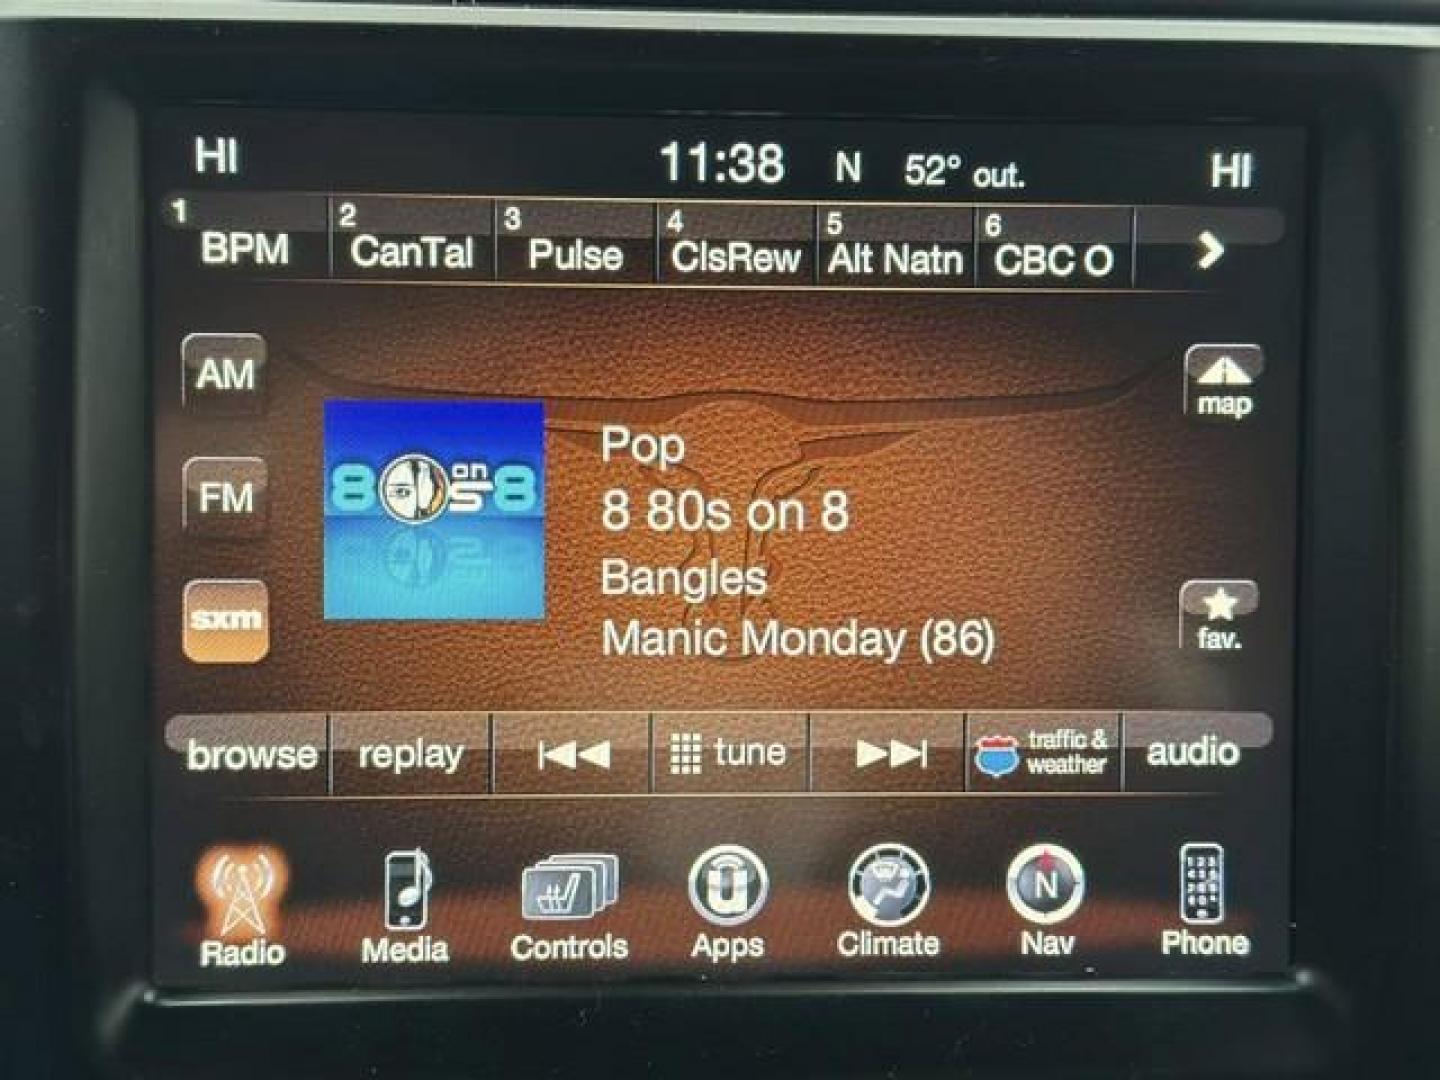 HI 11:38 N 52° out. HI
1 BPM 2 CanTal 3 Pulse 4 ClsRew 5 Alt Natn 6 CBC O
AM
map
80s on 8
Pop
FM
8 80s on 8
Bangles
sxm
Manic Monday (86)
fav.
browse replay tune traffic & weather audio
N
Radio Media Controls Apps Climate Nav Phone